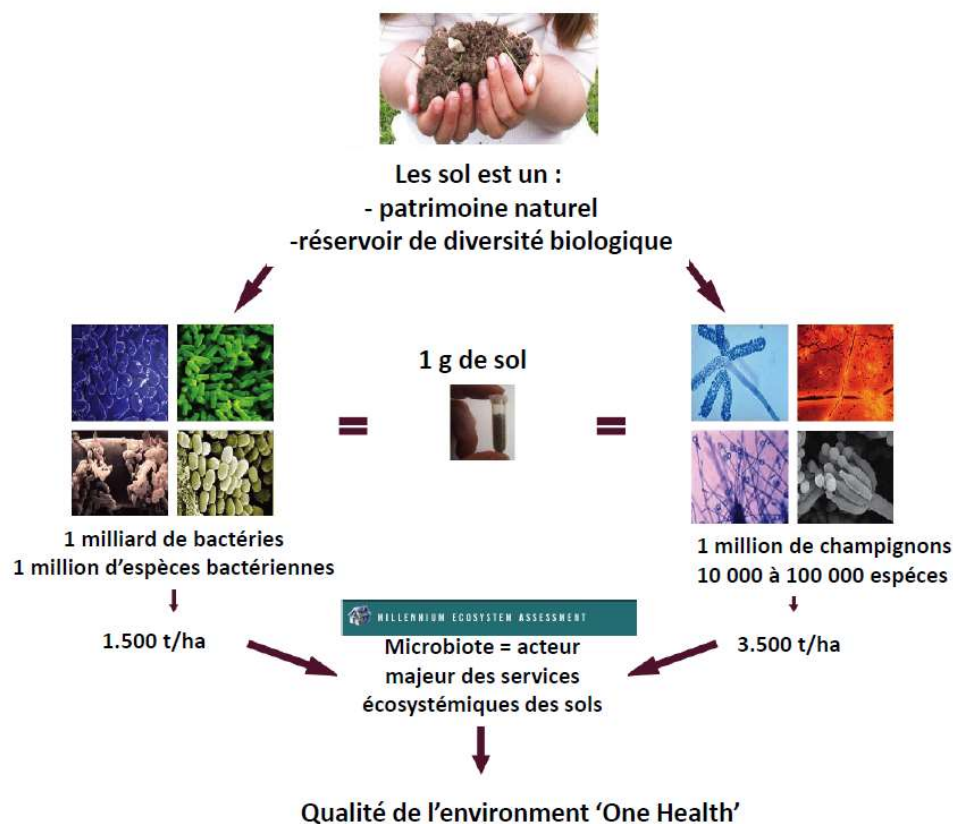 Les sol est un :
- patrimoine naturel
-réservoir de diversité biologique
1 g de sol
=
=
1 milliard de bactéries
1 million d'espèces bactériennes
1.500 t/ha
1 million de champignons
10 000 à 100 000 espéces
3.500 t/ha
MILLENNIUM ECOSYSTEM ASSESSMENT
Microbiote = acteur
majeur des services
écosystémiques des sols
Qualité de l'environment ‘One Health’